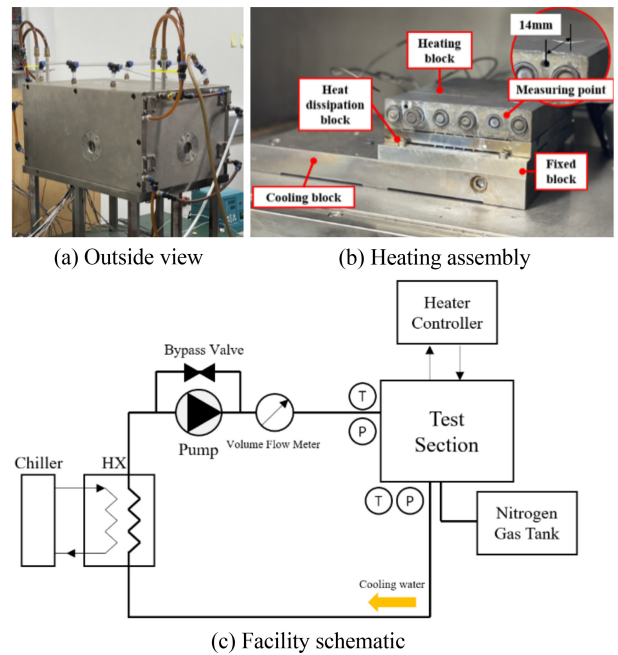 14mm
Heating
block
Measuring point
Heat
dissipation
block
Fixed
block
Cooling block
(a) Outside view
(b) Heating assembly
Heater
Controller
Bypass Valve
T
P
Pump
Volume Flow Meter
Test
Section
Chiller
HX
T
P
Nitrogen
Gas Tank
Cooling water
(c) Facility schematic